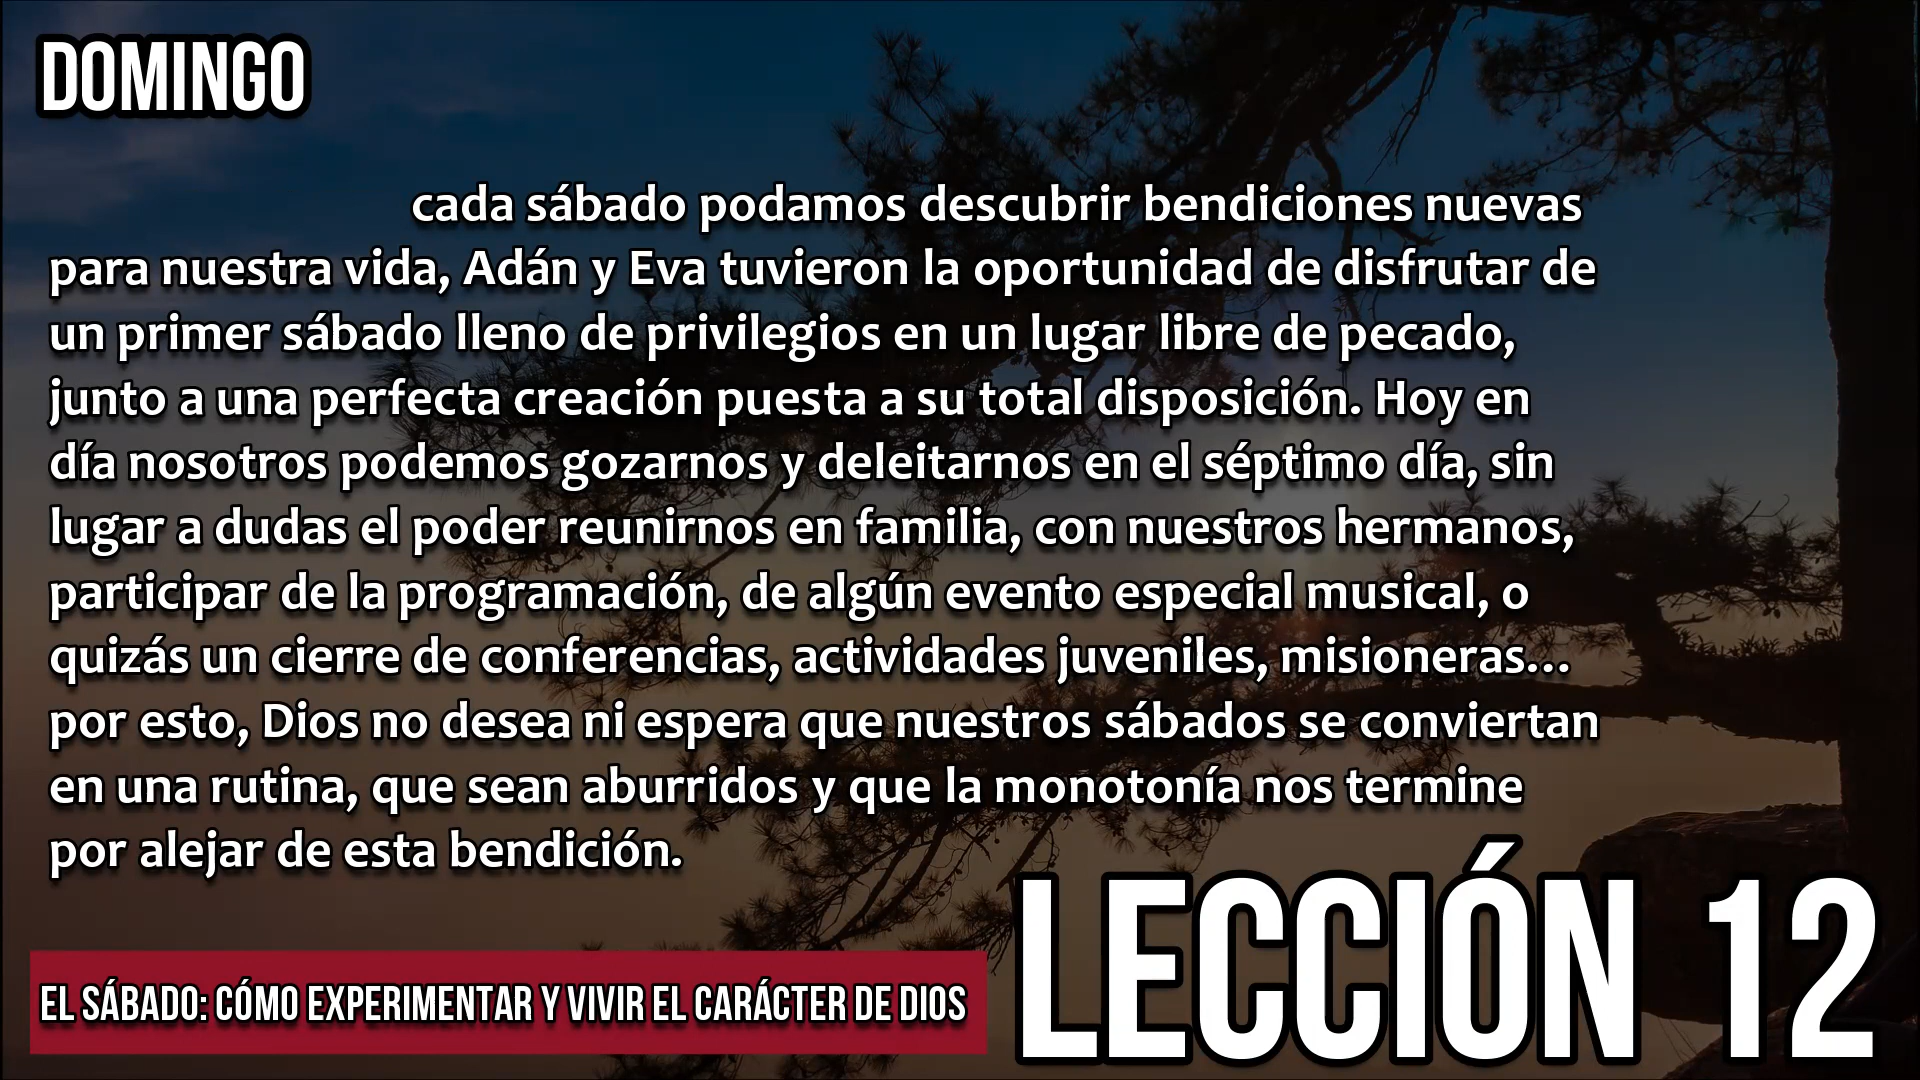 DOMINGO
cada sábado podamos descubrir bendiciones nuevas
para nuestra vida, Adán y Eva tuvieron la oportunidad de disfrutar de
un primer sábado lleno de privilegios en un lugar libre de pecado,
junto a una perfecta creación puesta a su total disposición. Hoy en
día nosotros podemos gozarnos y deleitarnos en el séptimo día, sin
lugar a dudas el poder reunirnos en familia, con nuestros hermanos,
participar de la programación, de algún evento especial musical, o
quizás un cierre de conferencias, actividades juveniles, misioneras...
por esto, Dios no desea ni espera que nuestros sábados se conviertan
en una rutina, que sean aburridos y que la monotonía nos termine
por alejar de esta bendición.
EL SÁBADO: CÓMO EXPERIMENTAR Y VIVIR EL CARÁCTER DE DIOS
LECCIÓN 12